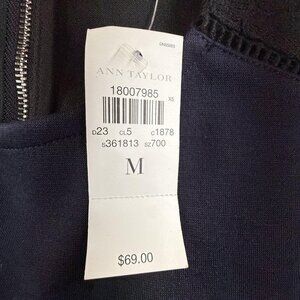 ANN TAYLOR
18007985
XS
D23 CL5 C1878
S361813 SZ700
M
$69.00